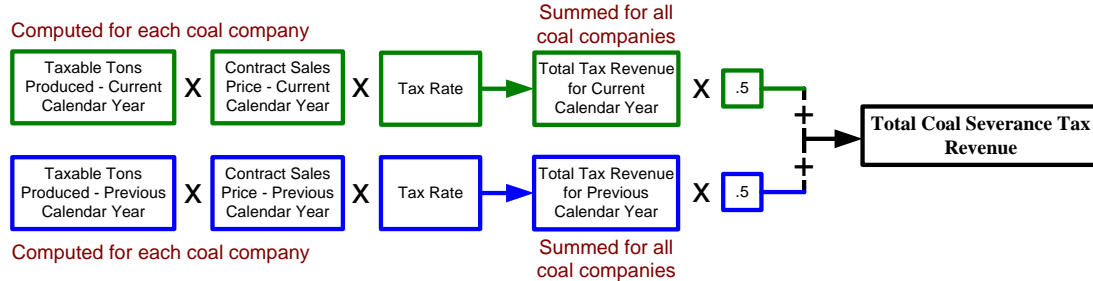 Computed for each coal company
Summed for all
coal companies
Taxable Tons
Produced - Current
Calendar Year
X
Contract Sales
Price - Current
Calendar Year
X
Tax Rate
Total Tax Revenue
for Current
Calendar Year
X
.5
+
Total Coal Severance Tax
Revenue
+
Taxable Tons
Produced - Previous
Calendar Year
X
Contract Sales
Price - Previous
Calendar Year
X
Tax Rate
Total Tax Revenue
for Previous
Calendar Year
X
.5
Computed for each coal company
Summed for all
coal companies